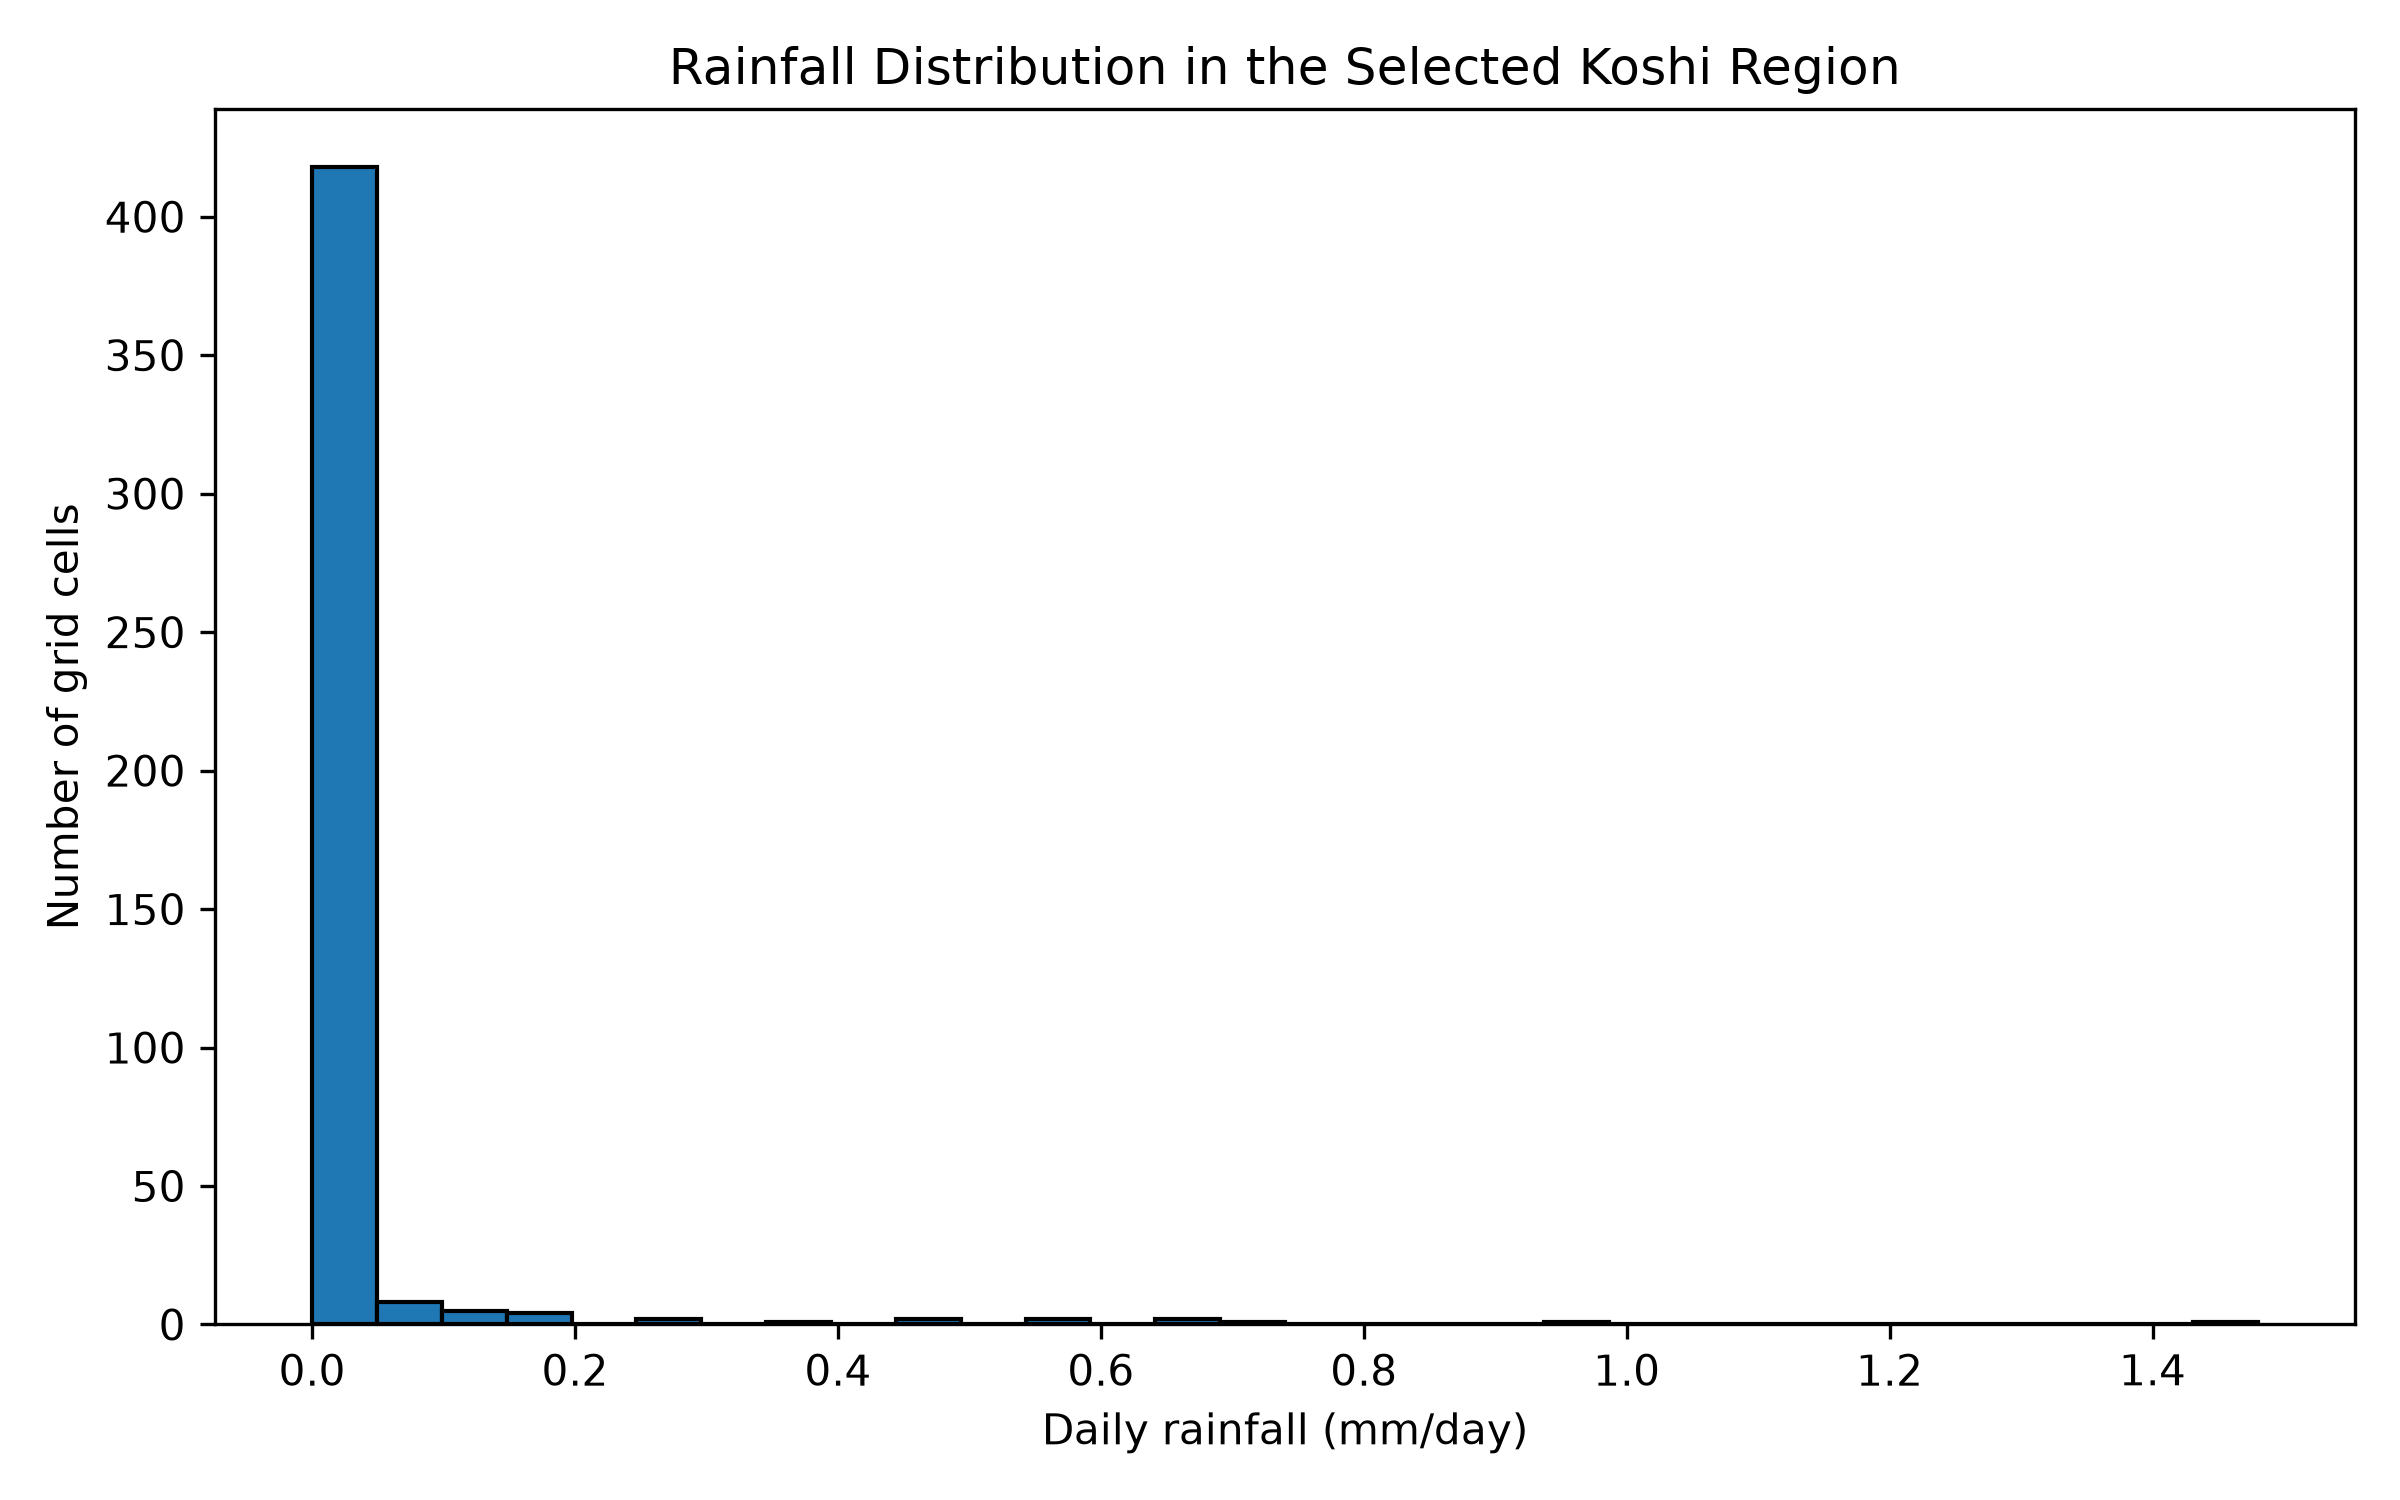 Rainfall Distribution in the Selected Koshi Region
Number of grid cells
400
350
300
250
200
150
100
50
0
0.0 0.2 0.4 0.6 0.8 1.0 1.2 1.4
Daily rainfall (mm/day)